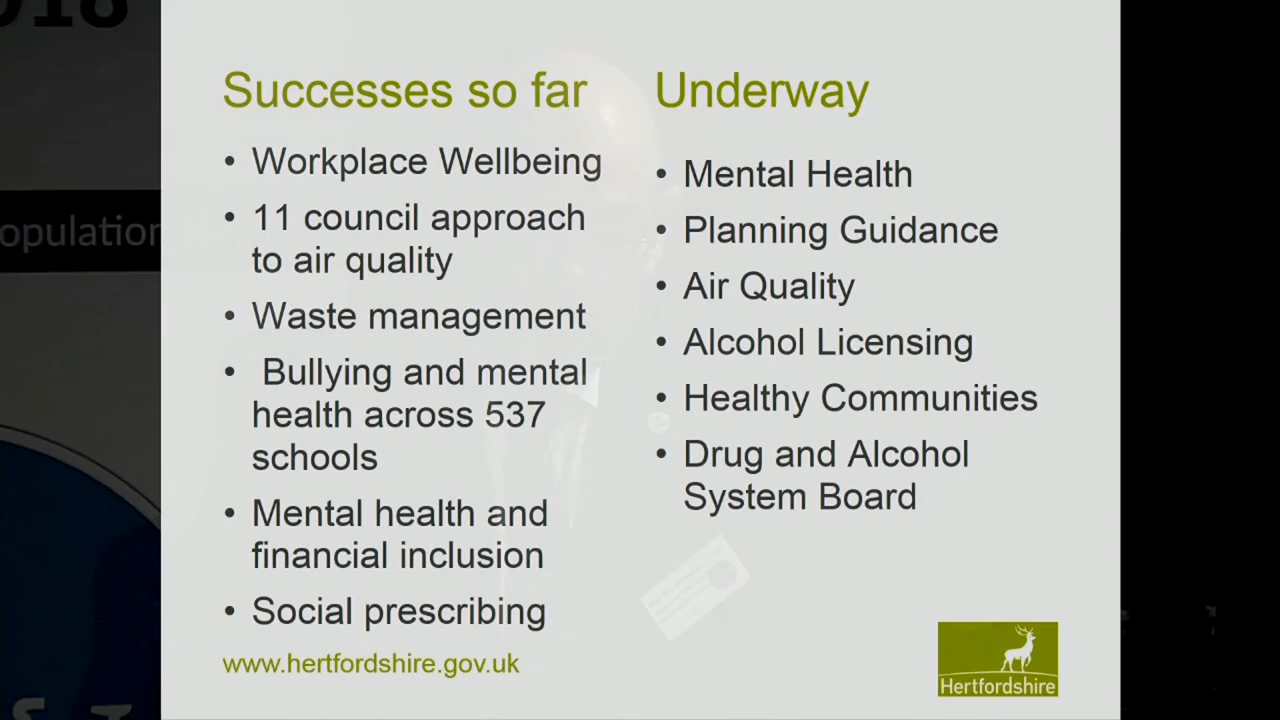 018
opulation
Successes so far
• Workplace Wellbeing
• 11 council approach
to air quality
• Waste management
• Bullying and mental
health across 537
schools
• Mental health and
financial inclusion
• Social prescribing
www.hertfordshire.gov.uk
Underway
• Mental Health
• Planning Guidance
• Air Quality
• Alcohol Licensing
• Healthy Communities
• Drug and Alcohol
System Board
Hertfordshire